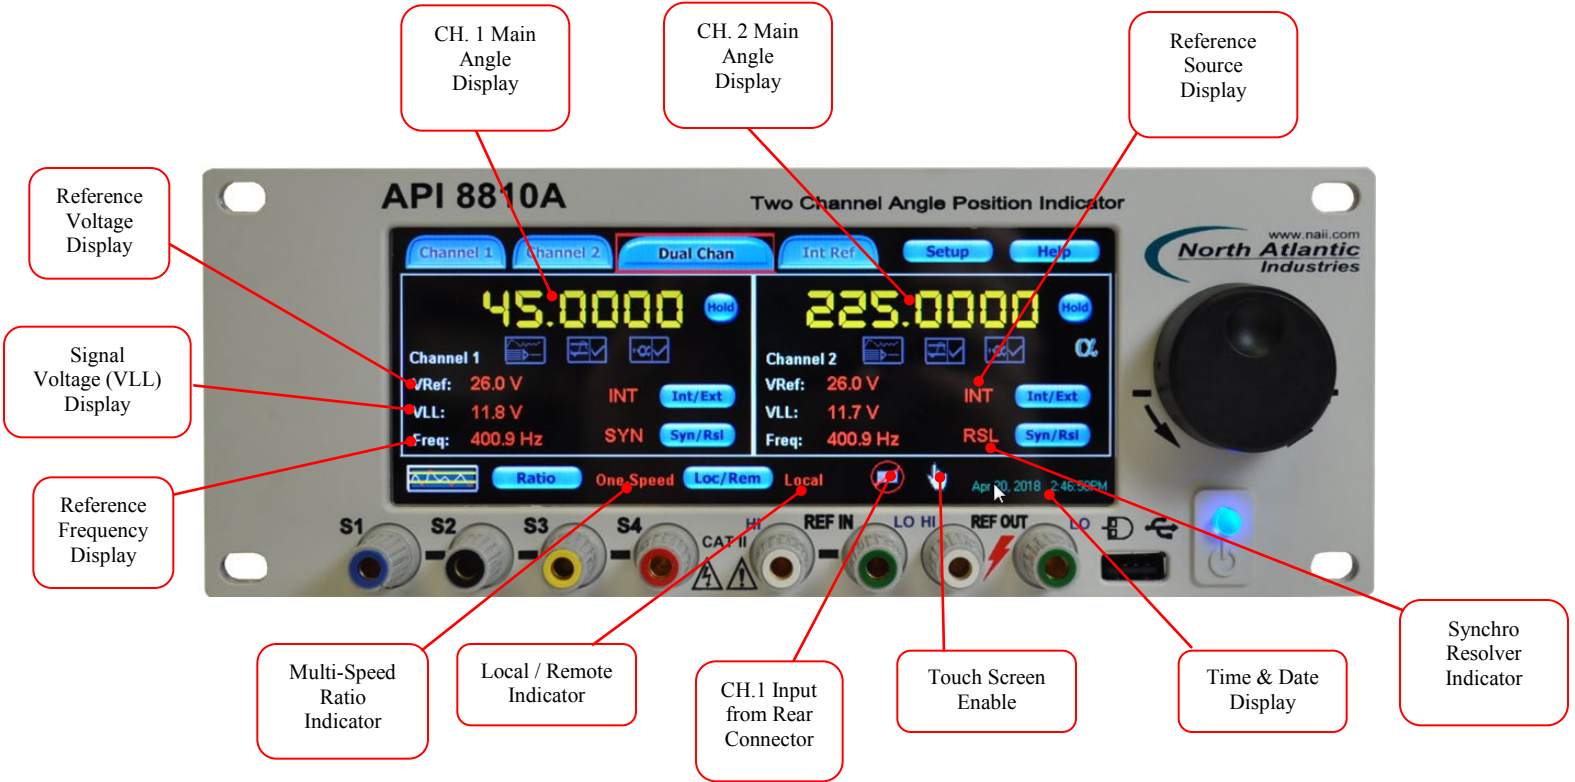 CH. 1 Main
Angle
Display
CH. 2 Main
Angle
Display
Reference
Source
Display
Reference
Voltage
Display
Signal
Voltage (VLL)
Display
Reference
Frequency
Display
API 8810A
Two Channel Angle Position Indicator
www.naii.com
North Atlantic
Industries
Channel 1
Channel 2
Dual Chan
Int Ref
Setup
Help
45.0000
Hold
Channel 1
VRef: 26.0 V
INT
Int/Ext
VLL: 11.8 V
Freq: 400.9 Hz
SYN
Syn/Rsl
225.0000
Hold
α
Channel 2
VRef: 26.0 V
INT
Int/Ext
VLL: 11.7 V
Freq: 400.9 Hz
RSL
Syn/Rsl
Ratio
One-Speed
Loc/Rem
Local
Apr 20, 2018 2:46:50PM
S1
S2
S3
S4
CAT II
HI
REF IN
LO
HI
REF OUT
LO
Multi-Speed
Ratio
Indicator
Local / Remote
Indicator
CH.1 Input
from Rear
Connector
Touch Screen
Enable
Time & Date
Display
Synchro
Resolver
Indicator